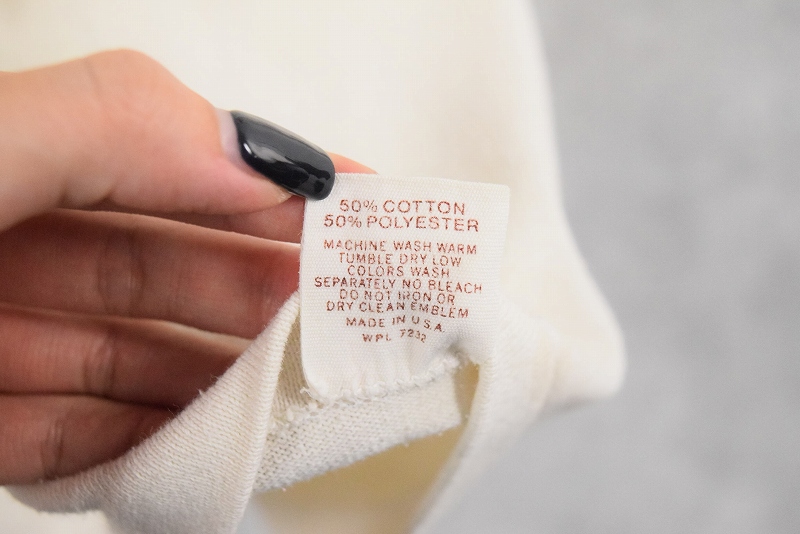 50% COTTON
50% POLYESTER
MACHINE WASH WARM
TUMBLE DRY LOW
COLORS WASH
SEPARATELY NO BLEACH
DO NOT IRON OR
DRY CLEAN EMBLEM
MADE IN U.S.A.
WPL 7232